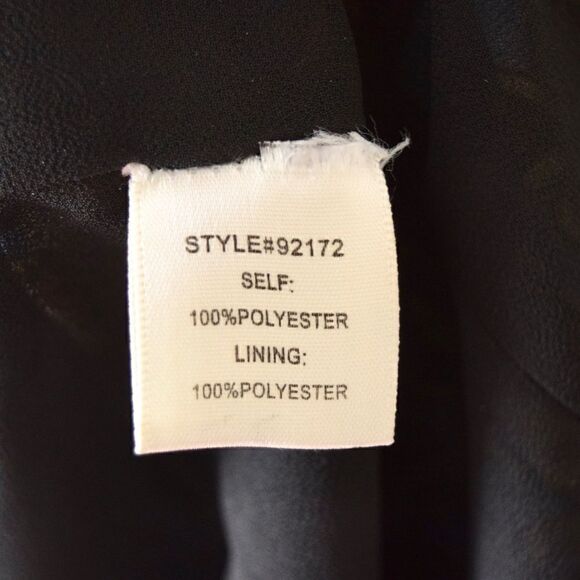 STYLE#92172
SELF:
100%POLYESTER
LINING:
100%POLYESTER